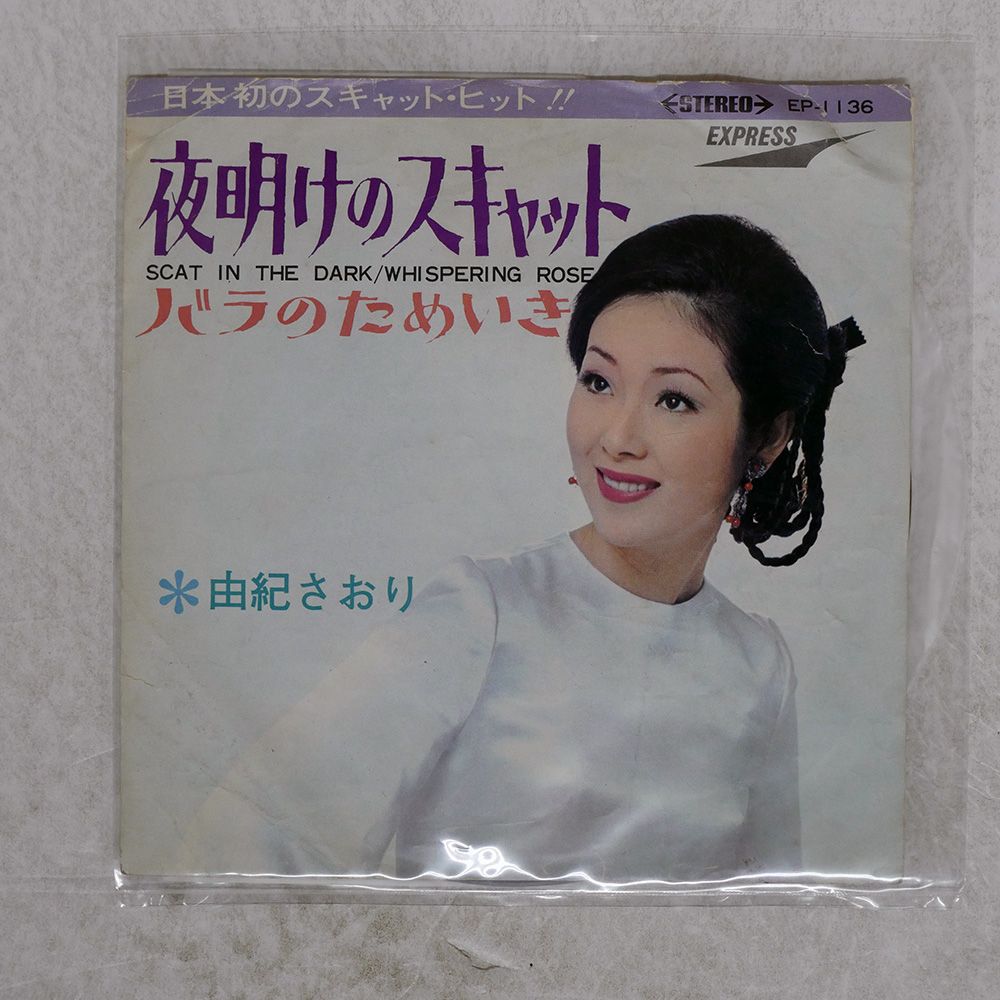 日本初のスキャット・ヒット!!
STEREO EP-1136
EXPRESS
夜明けのスキャット
SCAT IN THE DARK/WHISPERING ROSE
バラのためいき
由紀さおり